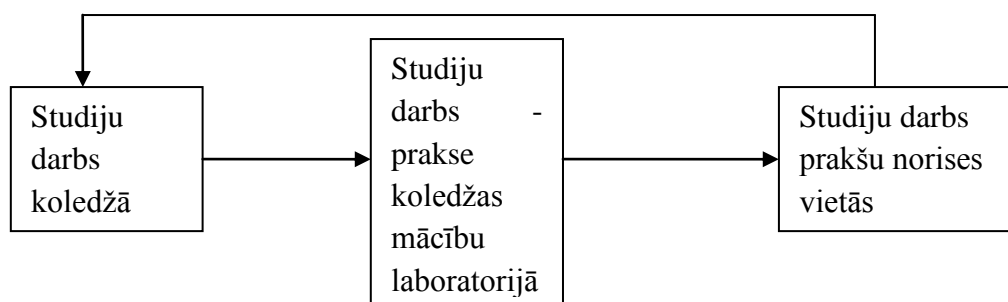 Studiju
darbs
koledžā
Studiju
darbs -
prakse
koledžas
mācību
laboratorijā
Studiju darbs
prakšu norises
vietās